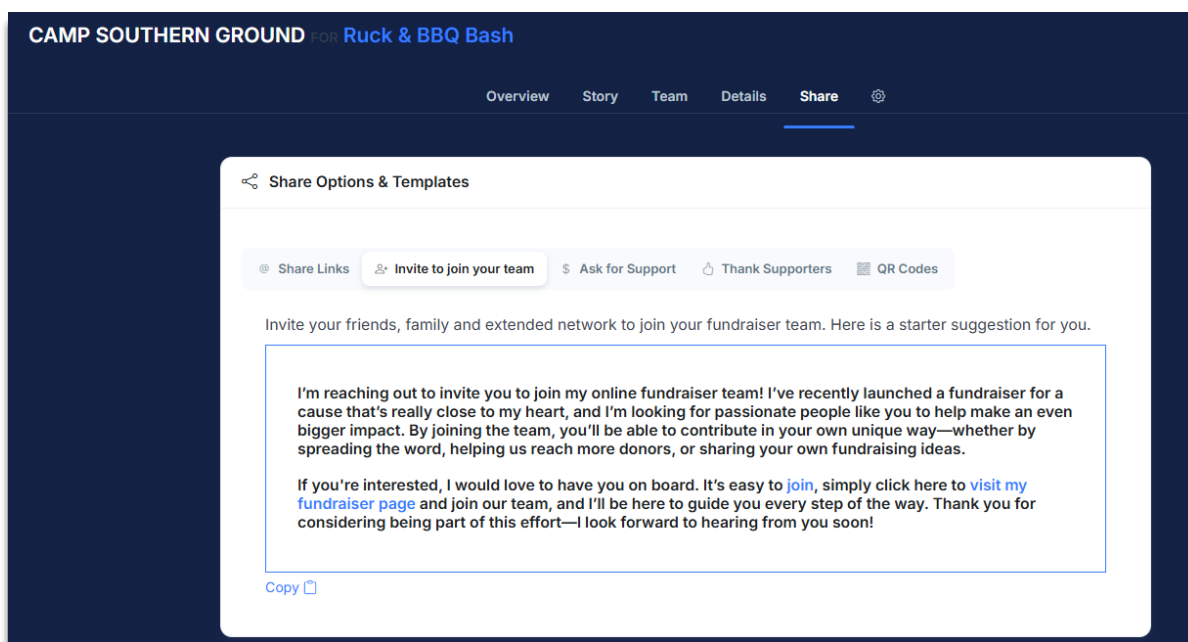 CAMP SOUTHERN GROUND FOR Ruck & BBQ Bash
Overview Story Team Details Share
Share Options & Templates
@ Share Links Invite to join your team $ Ask for Support Thank Supporters QR Codes
Invite your friends, family and extended network to join your fundraiser team. Here is a starter suggestion for you.
I’m reaching out to invite you to join my online fundraiser team! I’ve recently launched a fundraiser for a
cause that’s really close to my heart, and I’m looking for passionate people like you to help make an even
bigger impact. By joining the team, you’ll be able to contribute in your own unique way—whether by
spreading the word, helping us reach more donors, or sharing your own fundraising ideas.
If you're interested, I would love to have you on board. It’s easy to join, simply click here to visit my
fundraiser page and join our team, and I’ll be here to guide you every step of the way. Thank you for
considering being part of this effort—I look forward to hearing from you soon!
Copy